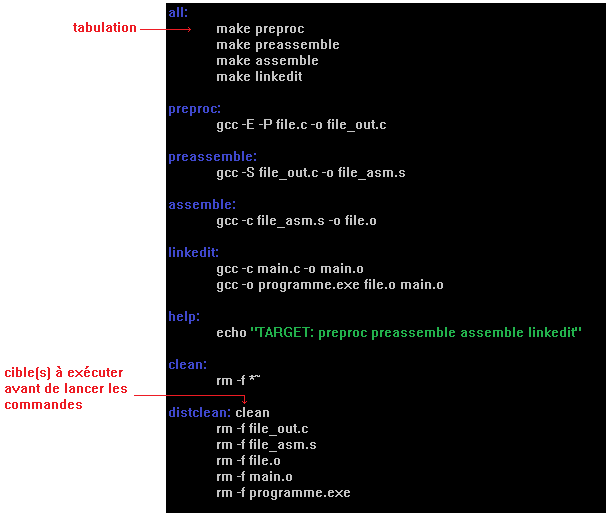 all:
tabulation
make preproc
make preassemble
make assemble
make linkedit
preproc:
gcc -E -P file.c -o file_out.c
preassemble:
gcc -S file_out.c -o file_asm.s
assemble:
gcc -c file_asm.s -o file.o
linkedit:
gcc -c main.c -o main.o
gcc -o programme.exe file.o main.o
help:
echo "TARGET: preproc preassemble assemble linkedit"
clean:
rm -f *~
cible(s) à exécuter
avant de lancer les
commandes
distclean: clean
rm -f file_out.c
rm -f file_asm.s
rm -f file.o
rm -f main.o
rm -f programme.exe